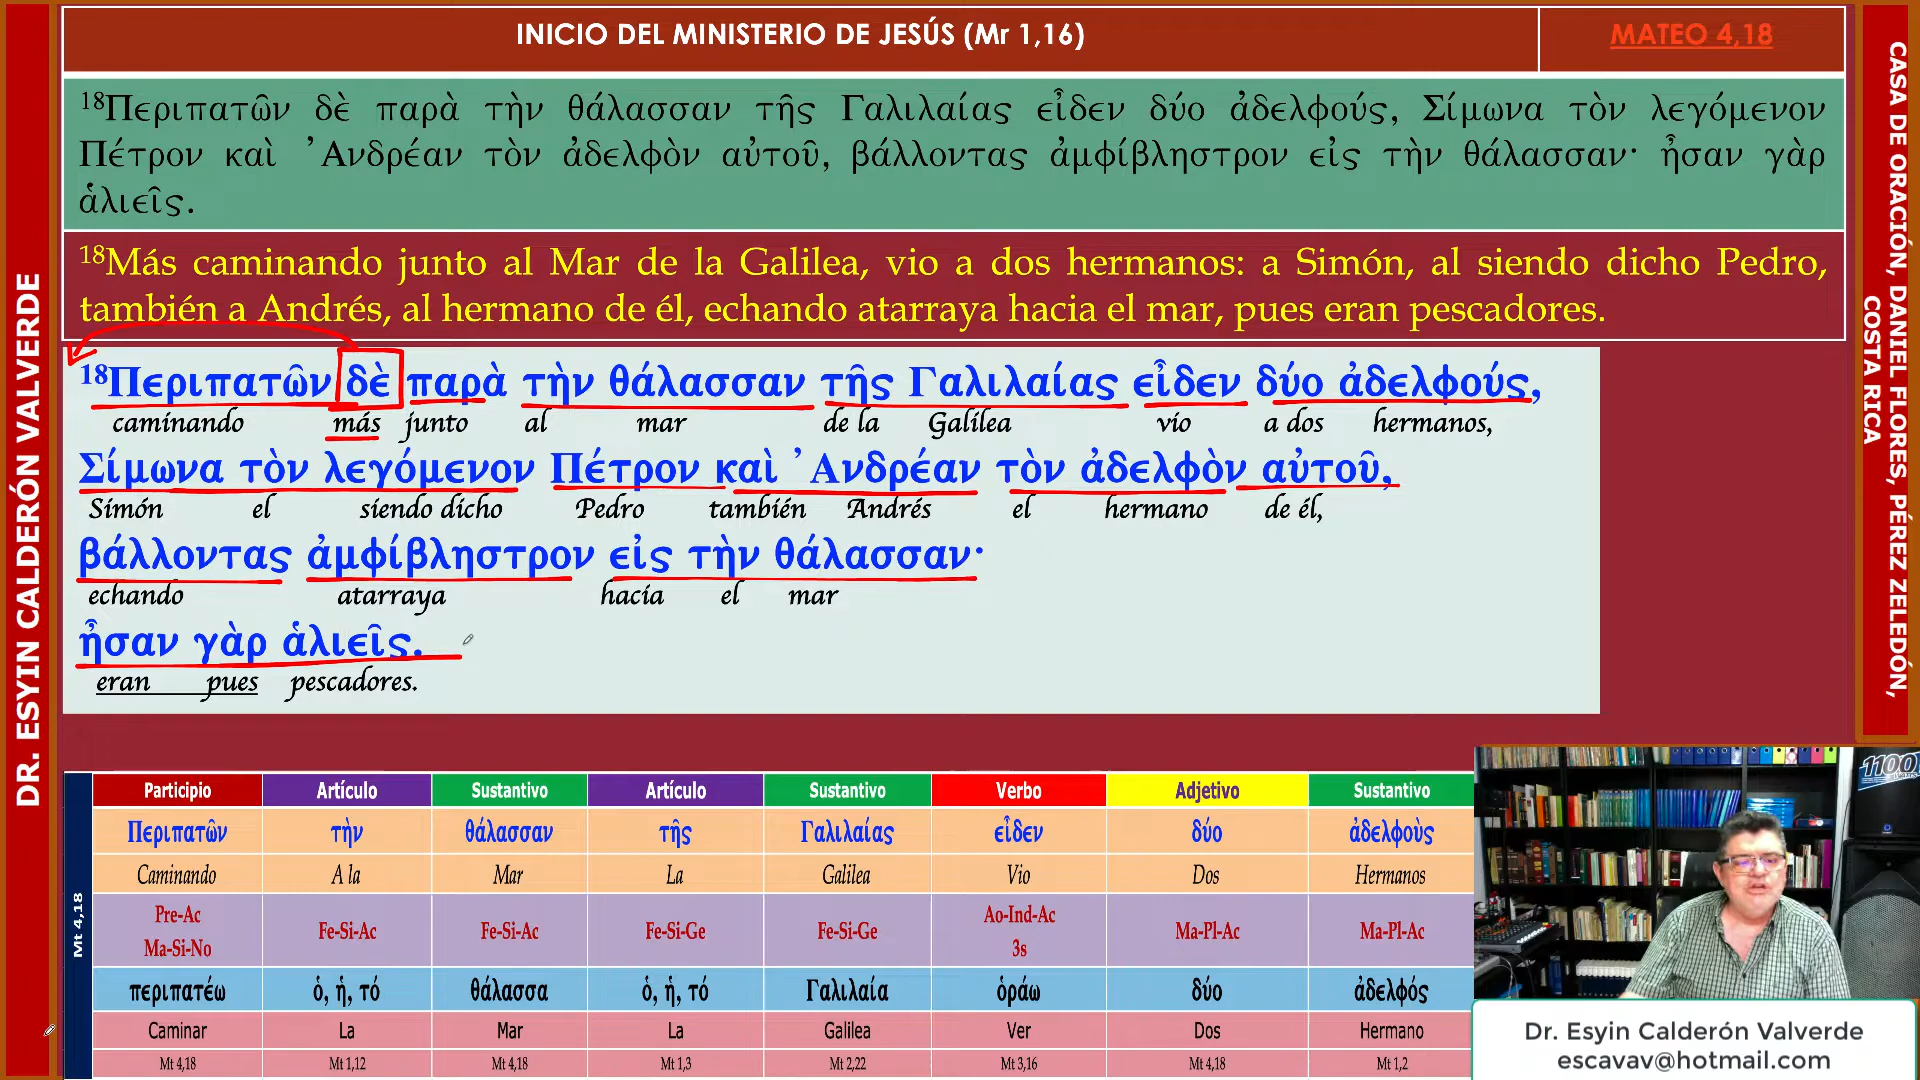 INICIO DEL MINISTERIO DE JESÚS (Mr 1,16)
MATEO 4,18
¹⁸Περιπατῶν δὲ παρὰ τὴν θάλασσαν τῆς Γαλιλαίας εἶδεν δύο ἀδελφούς, Σίμωνα τὸν λεγόμενον
Πέτρον καὶ ᾿Ανδρέαν τὸν ἀδελφὸν αὐτοῦ, βάλλοντας ἀμφίβληστρον εἰς τὴν θάλασσαν· ἦσαν γὰρ
ἁλιεῖς.
¹⁸Más caminando junto al Mar de la Galilea, vio a dos hermanos: a Simón, al siendo dicho Pedro,
también a Andrés, al hermano de él, echando atarraya hacia el mar, pues eran pescadores.
¹⁸Περιπατῶν δὲ παρὰ τὴν θάλασσαν τῆς Γαλιλαίας εἶδεν δύο ἀδελφούς,
caminando más junto al mar de la Galilea vio a dos hermanos,
Σίμωνα τὸν λεγόμενον Πέτρον καὶ ᾿Ανδρέαν τὸν ἀδελφὸν αὐτοῦ,
Simón el siendo dicho Pedro también Andrés el hermano de él,
βάλλοντας ἀμφίβληστρον εἰς τὴν θάλασσαν·
echando atarraya hacia el mar
ἦσαν γὰρ ἁλιεῖς.
eran pues pescadores.
Mt 4,18
Participio Artículo Sustantivo Artículo Sustantivo Verbo Adjetivo Sustantivo
Περιπατῶν τὴν θάλασσαν τῆς Γαλιλαίας εἶδεν δύο ἀδελφοὺς
Caminando A la Mar La Galilea Vio Dos Hermanos
Pre-Ac Ma-Si-No Fe-Si-Ac Fe-Si-Ac Fe-Si-Ge Fe-Si-Ge Ao-Ind-Ac 3s Ma-Pl-Ac Ma-Pl-Ac
περιπατέω ὁ, ἡ, τό θάλασσα ὁ, ἡ, τό Γαλιλαία ὁράω δύο ἀδελφός
Caminar La Mar La Galilea Ver Dos Hermano
Mt 4,18 Mt 1,12 Mt 4,18 Mt 1,3 Mt 2,22 Mt 3,16 Mt 4,18 Mt 1,2
DR. ESYIN CALDERÓN VALVERDE
CASA DE ORACIÓN, DANIEL FLORES, PÉREZ ZELEDÓN,
COSTA RICA
1100
Dr. Esyin Calderón Valverde
escavav@hotmail.com